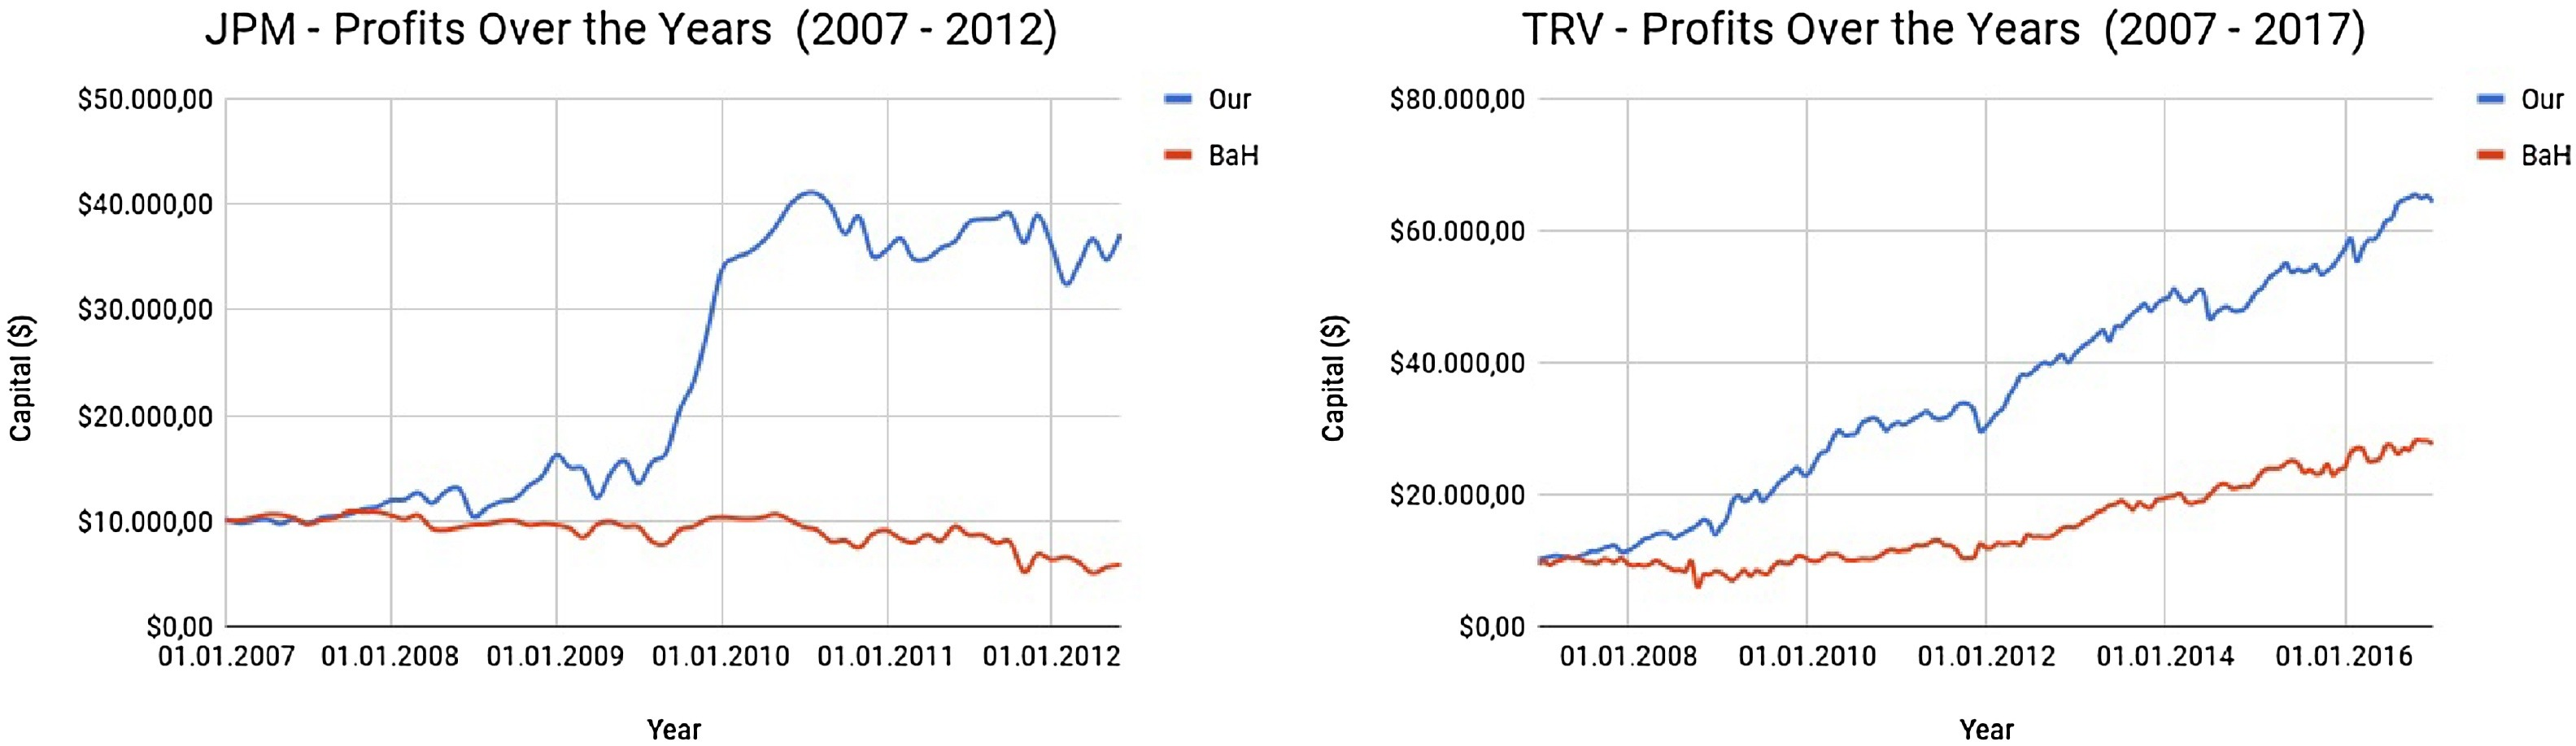 JPM - Profits Over the Years (2007 - 2012)
$50.000,00
$40.000,00
$30.000,00
$20.000,00
$10.000,00
$0,00
Capital ($)
01.01.2007 01.01.2008 01.01.2009 01.01.2010 01.01.2011 01.01.2012
Year
Our
BaH
TRV - Profits Over the Years (2007 - 2017)
$80.000,00
$60.000,00
$40.000,00
$20.000,00
$0,00
Capital ($)
01.01.2008 01.01.2010 01.01.2012 01.01.2014 01.01.2016
Year
Our
BaH